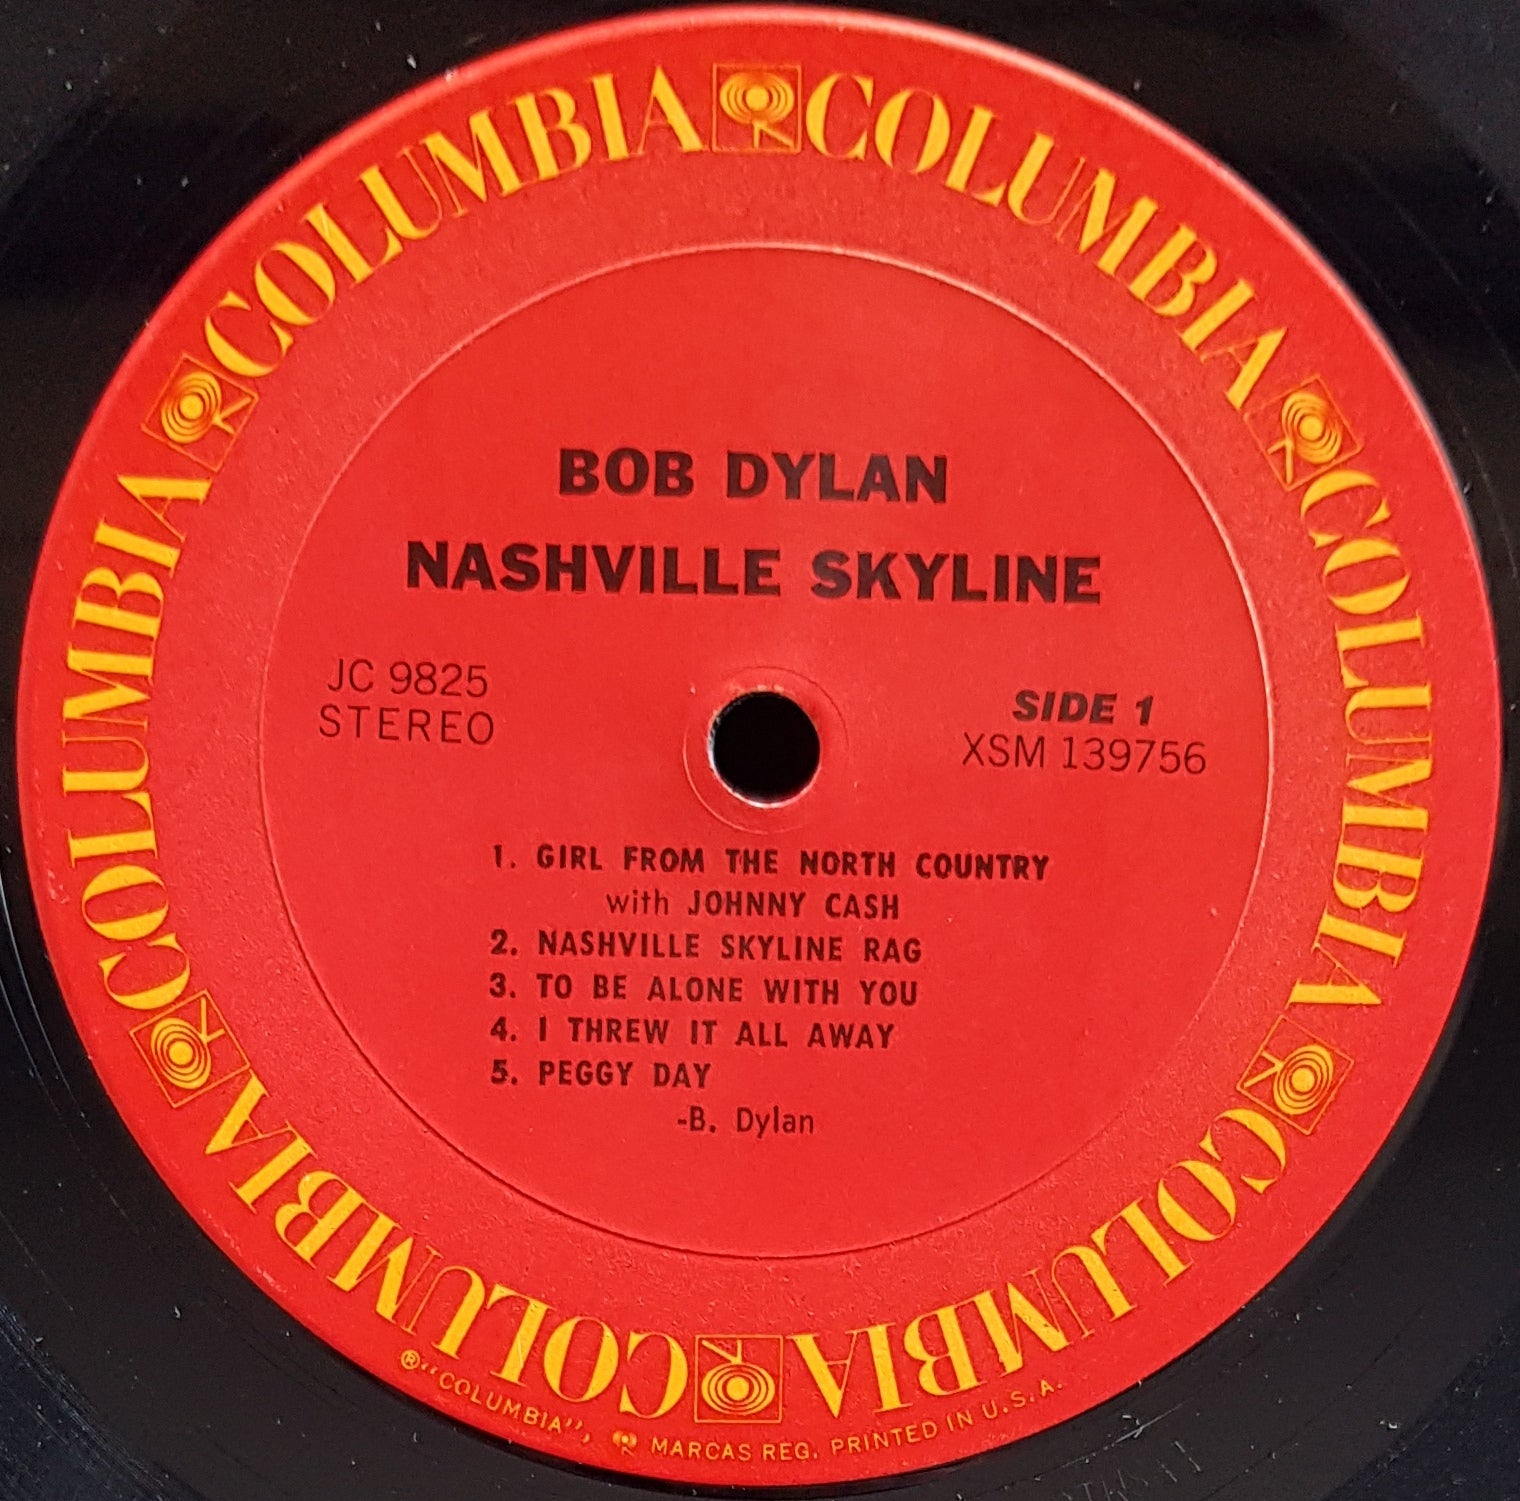 COLUMBIA COLUMBIA COLUMBIA COLUMBIA COLUMBIA COLUMBIA
BOB DYLAN
NASHVILLE SKYLINE
JC 9825
STEREO
SIDE 1
XSM 139756
1. GIRL FROM THE NORTH COUNTRY
with JOHNNY CASH
2. NASHVILLE SKYLINE RAG
3. TO BE ALONE WITH YOU
4. I THREW IT ALL AWAY
5. PEGGY DAY
-B. Dylan
® "COLUMBIA", MARCAS REG. PRINTED IN U.S.A.